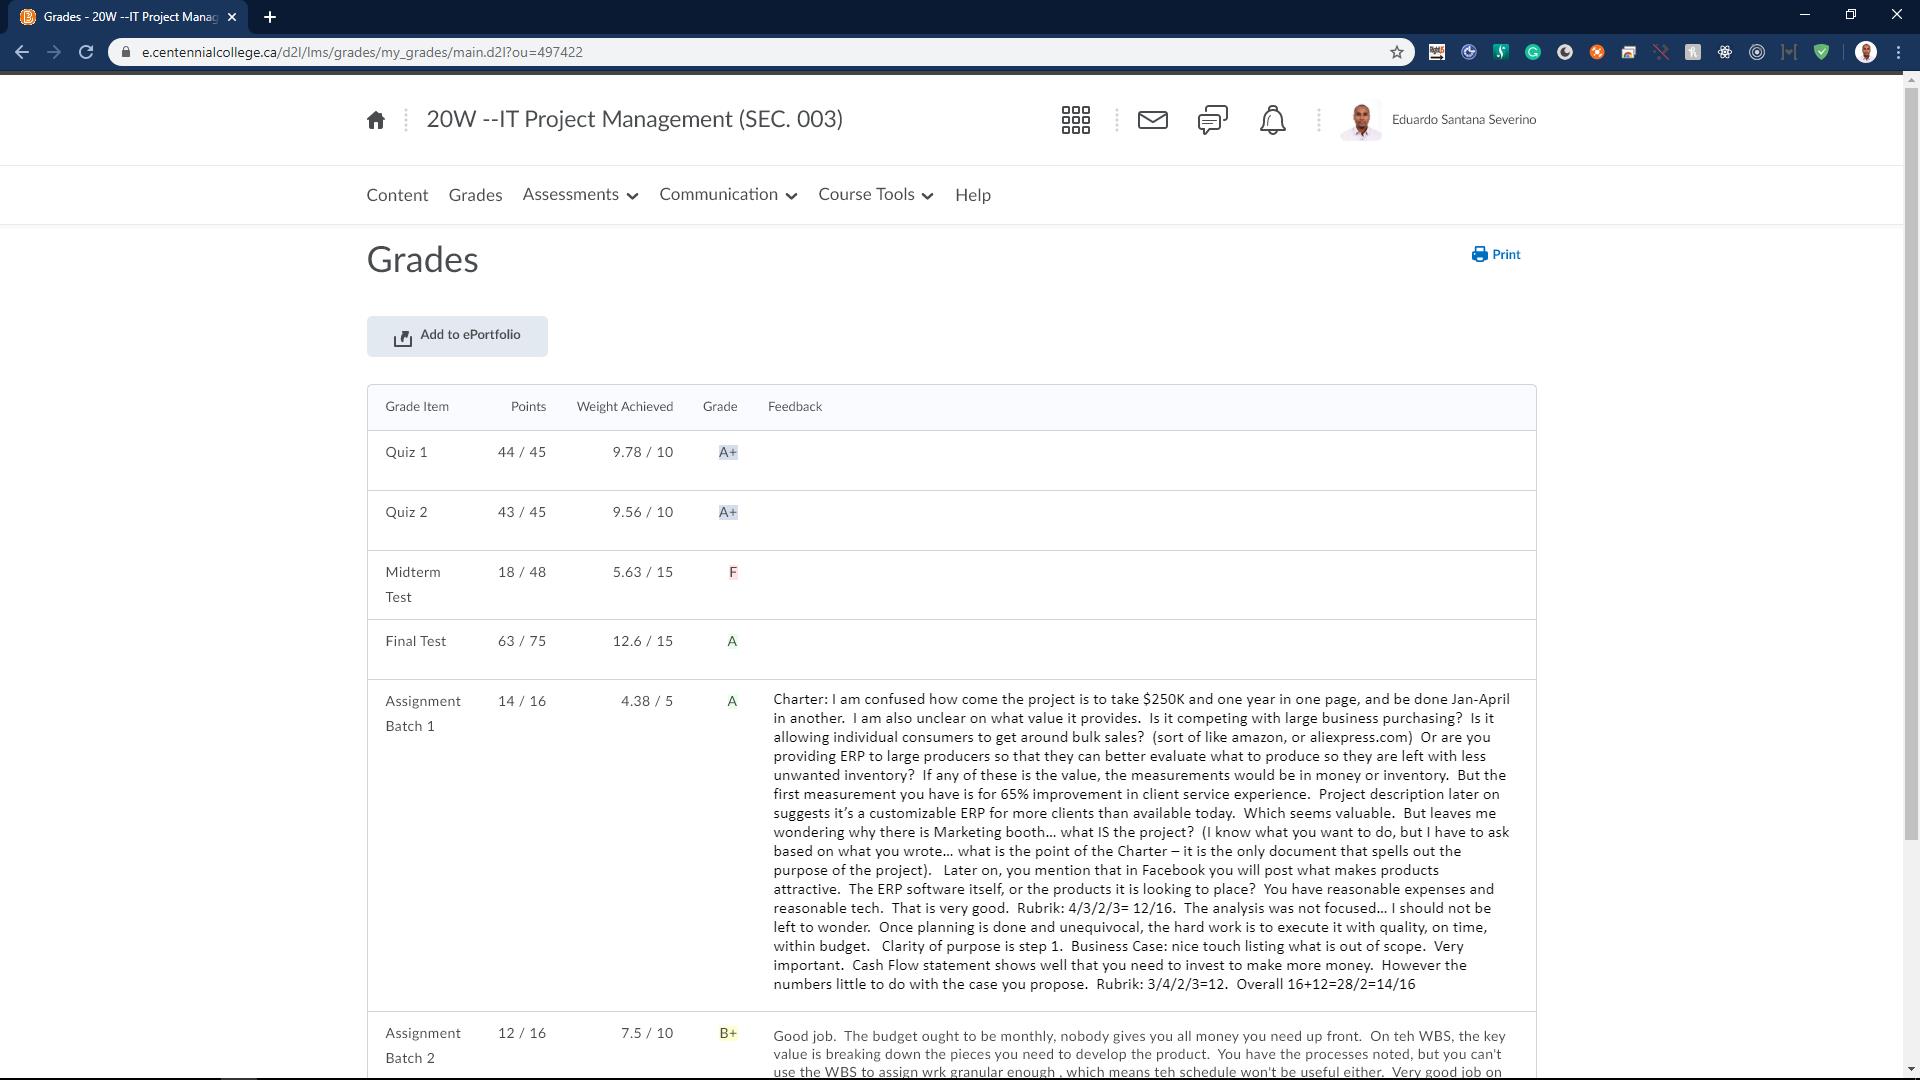 Grades - 20W --IT Project Manag
e.centennialcollege.ca/d2l/lms/grades/my_grades/main.d2l?ou=497422
20W --IT Project Management (SEC. 003)
Eduardo Santana Severino
Content Grades Assessments Communication Course Tools Help
Grades
Print
Add to ePortfolio
Grade Item Points Weight Achieved Grade Feedback
Quiz 1 44 / 45 9.78 / 10 A+
Quiz 2 43 / 45 9.56 / 10 A+
Midterm 18 / 48 5.63 / 15 F
Test
Final Test 63 / 75 12.6 / 15 A
Assignment 14 / 16 4.38 / 5 A
Batch 1
Charter: I am confused how come the project is to take $250K and one year in one page, and be done Jan-April
in another. I am also unclear on what value it provides. Is it competing with large business purchasing? Is it
allowing individual consumers to get around bulk sales? (sort of like amazon, or aliexpress.com) Or are you
providing ERP to large producers so that they can better evaluate what to produce so they are left with less
unwanted inventory? If any of these is the value, the measurements would be in money or inventory. But the
first measurement you have is for 65% improvement in client service experience. Project description later on
suggests it’s a customizable ERP for more clients than available today. Which seems valuable. But leaves me
wondering why there is Marketing booth… what IS the project? (I know what you want to do, but I have to ask
based on what you wrote… what is the point of the Charter – it is the only document that spells out the
purpose of the project). Later on, you mention that in Facebook you will post what makes products
attractive. The ERP software itself, or the products it is looking to place? You have reasonable expenses and
reasonable tech. That is very good. Rubrik: 4/3/2/3= 12/16. The analysis was not focused… I should not be
left to wonder. Once planning is done and unequivocal, the hard work is to execute it with quality, on time,
within budget. Clarity of purpose is step 1. Business Case: nice touch listing what is out of scope. Very
important. Cash Flow statement shows well that you need to invest to make more money. However the
numbers little to do with the case you propose. Rubrik: 3/4/2/3=12. Overall 16+12=28/2=14/16
Assignment 12 / 16 7.5 / 10 B+
Batch 2
Good job. The budget ought to be monthly, nobody gives you all money you need up front. On teh WBS, the key
value is breaking down the pieces you need to develop the product. You have the processes noted, but you can't
use the WBS to assign wrk granular enough , which means teh schedule won't be useful either. Very good job on